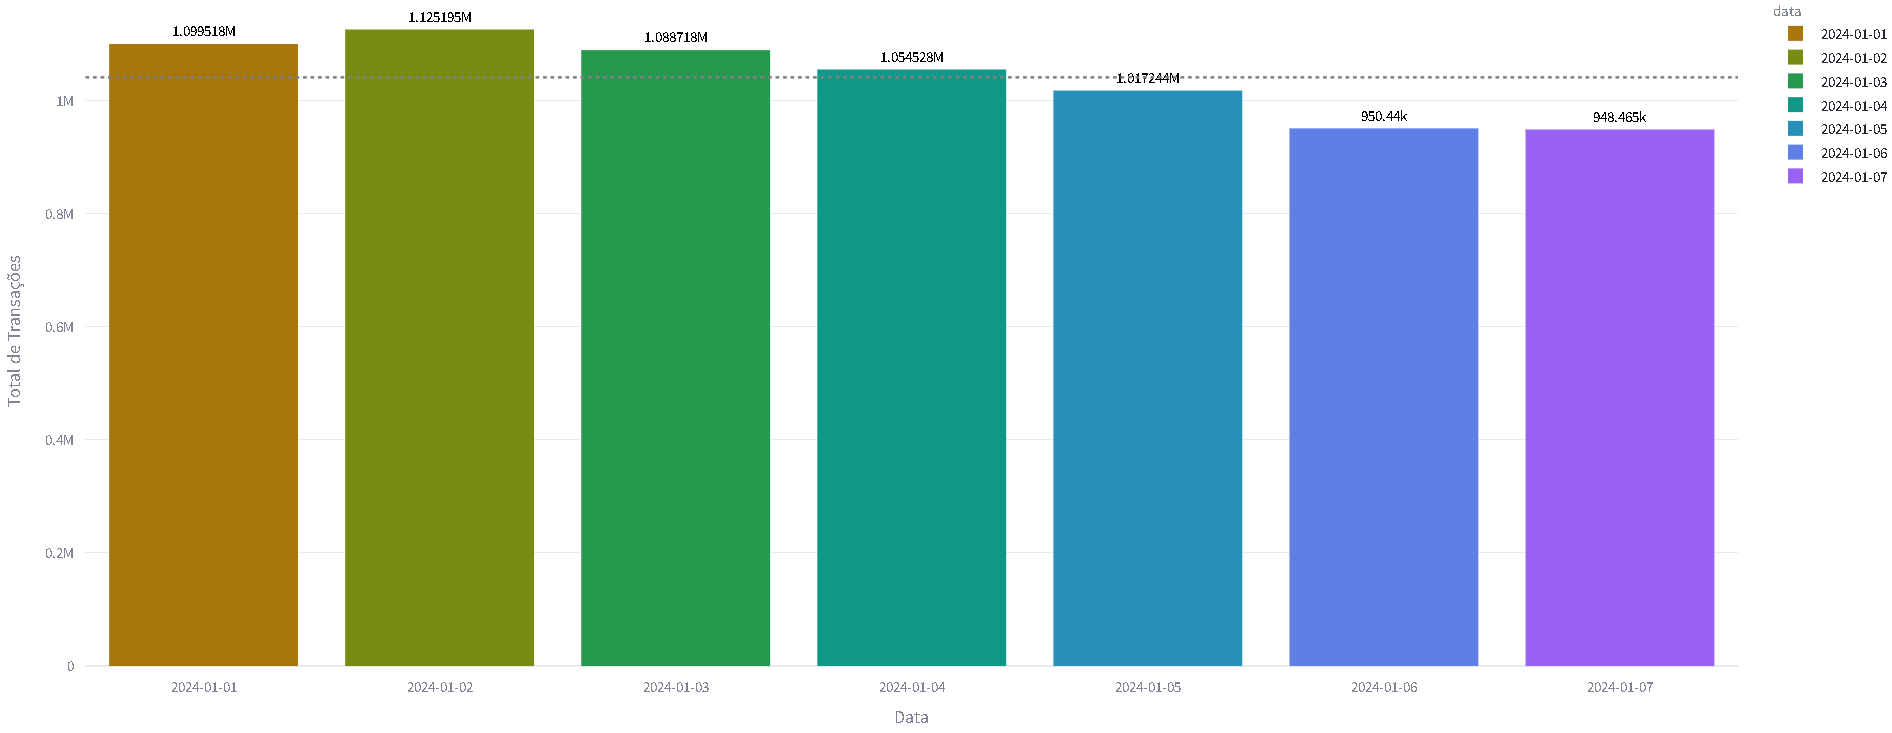 1.099518M
1.125195M
1.088718M
1.054528M
1.017244M
950.44k
948.465k
1M
0.8M
0.6M
0.4M
0.2M
0
Total de Transações
2024-01-01
2024-01-02
2024-01-03
2024-01-04
2024-01-05
2024-01-06
2024-01-07
Data
data
2024-01-01
2024-01-02
2024-01-03
2024-01-04
2024-01-05
2024-01-06
2024-01-07